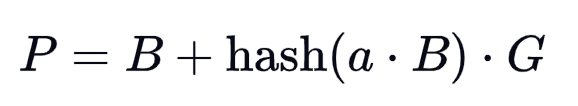 P = B + hash(a · B) · G